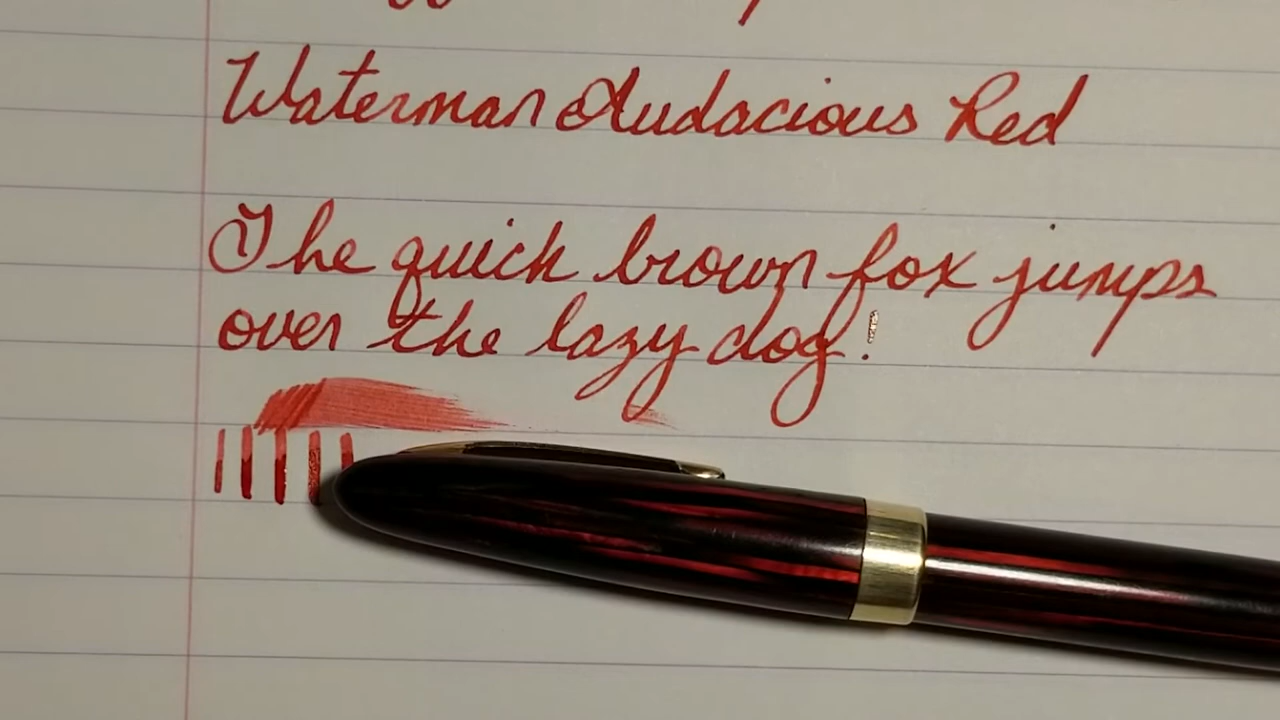 Waterman Audacious Red
The quick brown fox jumps
over the lazy dog!